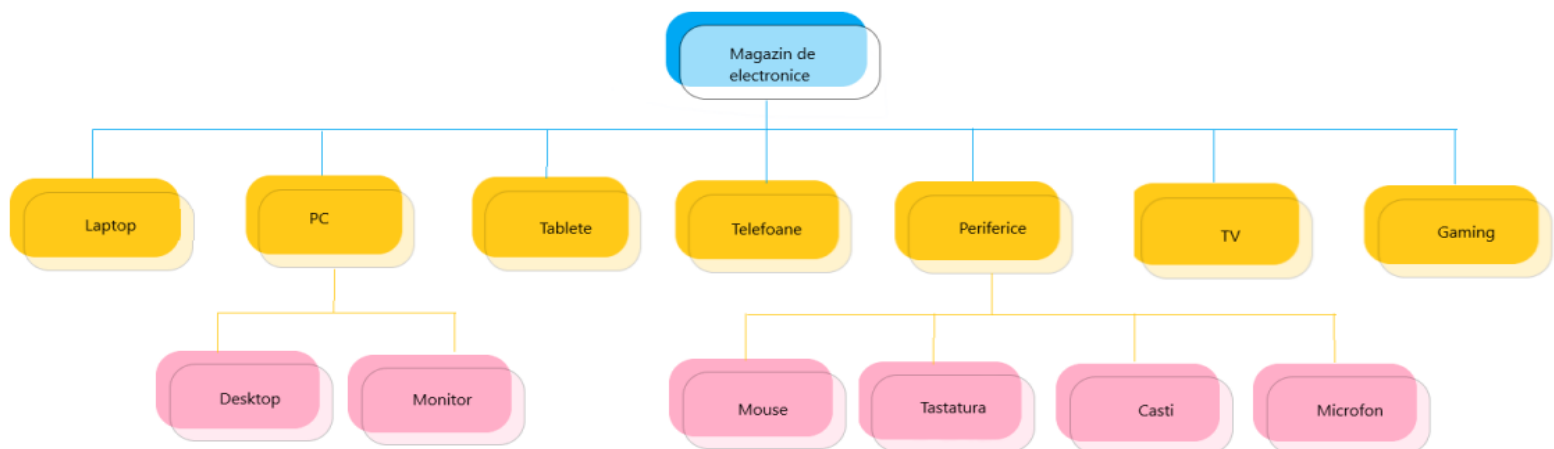 Magazin de
electronice
Laptop
PC
Tablete
Telefoane
Periferice
TV
Gaming
Desktop
Monitor
Mouse
Tastatura
Casti
Microfon